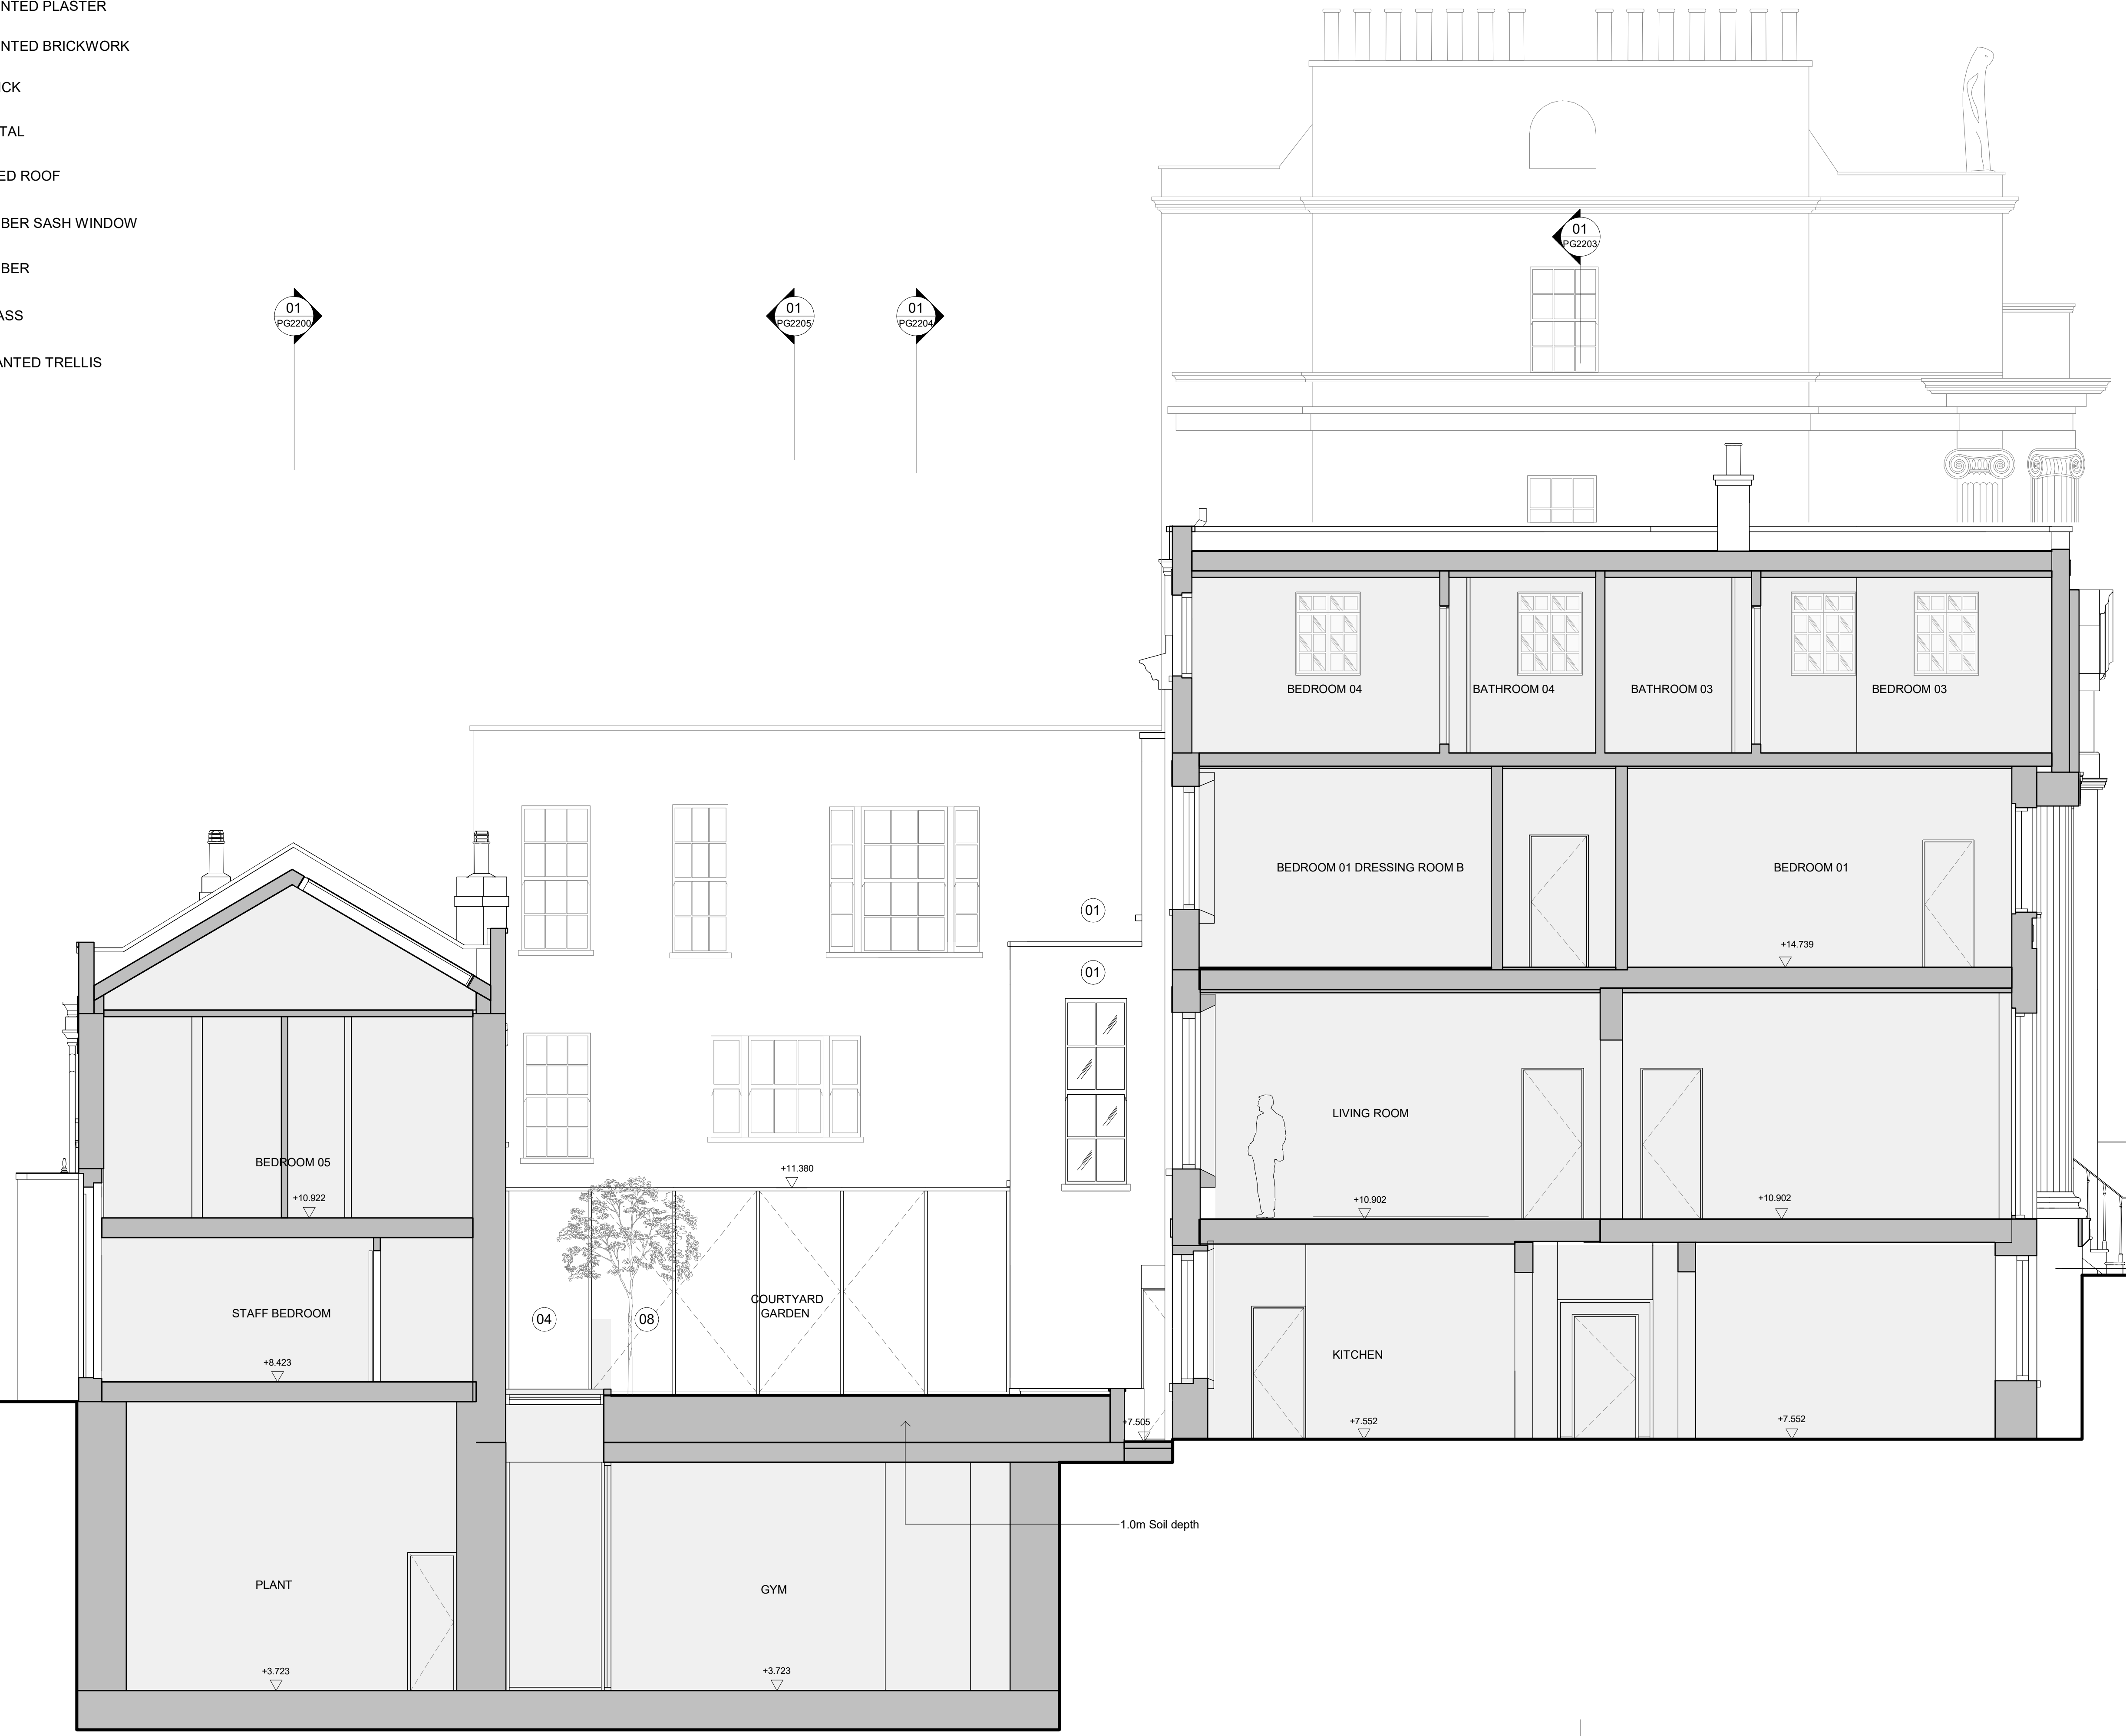 NTED PLASTER
NTED BRICKWORK
ICK
TAL
ED ROOF
BER SASH WINDOW
BER
ASS
ANTED TRELLIS
01
PG2200
01
PG2205
01
PG2204
01
PG2203
BEDROOM 04
BATHROOM 04
BATHROOM 03
BEDROOM 03
BEDROOM 01 DRESSING ROOM B
BEDROOM 01
+14.739
01
01
LIVING ROOM
+10.902
+10.902
BEDROOM 05
+10.922
+11.380
STAFF BEDROOM
+8.423
04
08
COURTYARD
GARDEN
KITCHEN
+7.505
+7.552
+7.552
1.0m Soil depth
PLANT
GYM
+3.723
+3.723